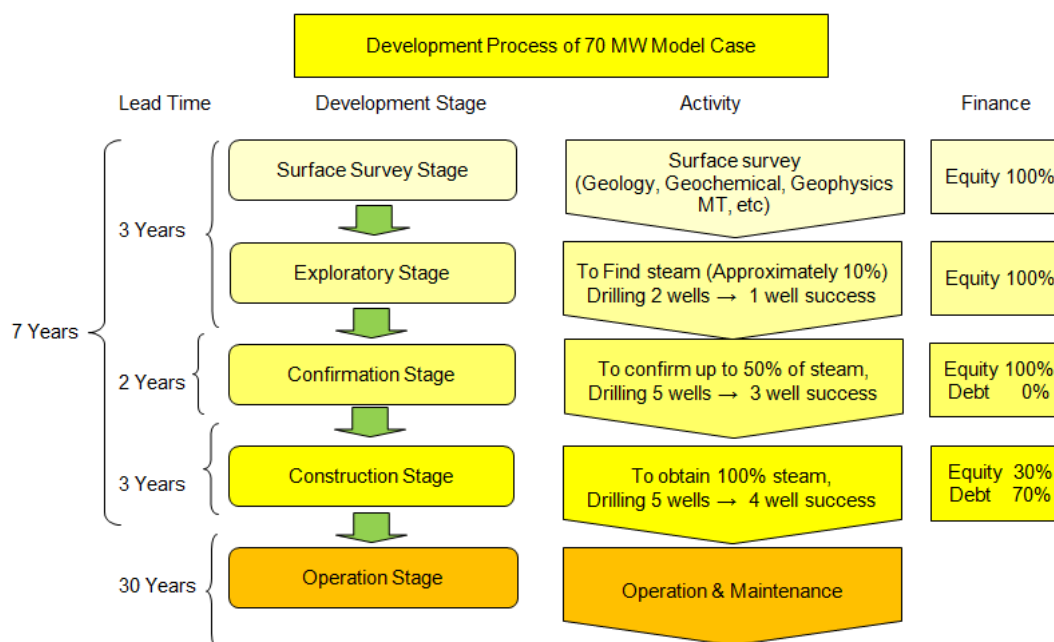 Development Process of 70 MW Model Case
Lead Time
Development Stage
Activity
Finance
7 Years
3 Years
Surface Survey Stage
Surface survey
(Geology, Geochemical, Geophysics
MT, etc)
Equity 100%
Exploratory Stage
To Find steam (Approximately 10%)
Drilling 2 wells → 1 well success
Equity 100%
2 Years
Confirmation Stage
To confirm up to 50% of steam,
Drilling 5 wells → 3 well success
Equity 100%
Debt 0%
3 Years
Construction Stage
To obtain 100% steam,
Drilling 5 wells → 4 well success
Equity 30%
Debt 70%
30 Years
Operation Stage
Operation & Maintenance